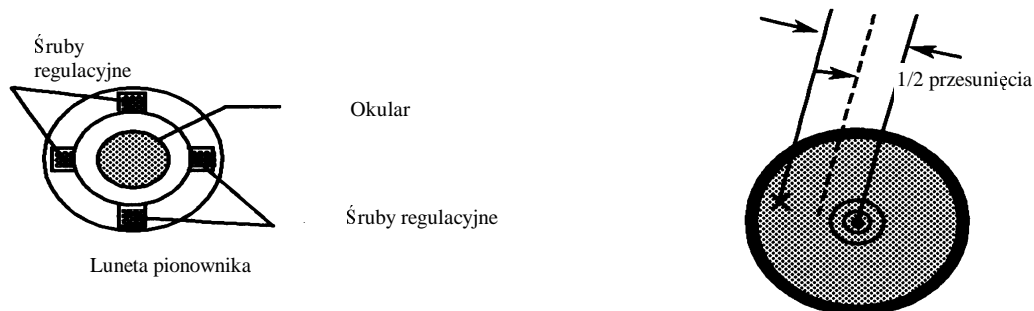 Śruby
regulacyjne
Okular
1/2 przesunięcia
Śruby regulacyjne
Luneta pionownika